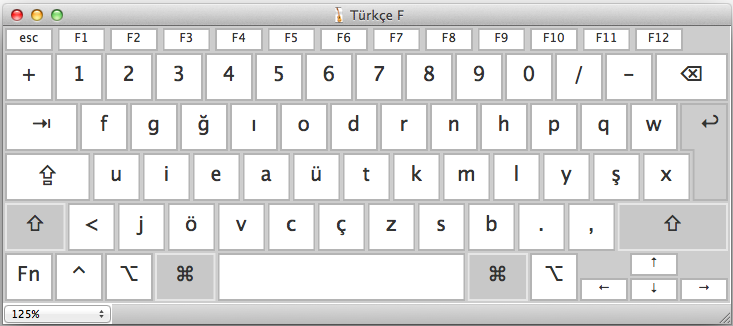 Türkçe F
esc F1 F2 F3 F4 F5 F6 F7 F8 F9 F10 F11 F12
+ 1 2 3 4 5 6 7 8 9 0 / - ⌫
⇥ f g ğ ı o d r n h p q w ↩
⇪ u i e a ü t k m l y ş x
⇧ < j ö v c ç z s b . , ⇧
Fn ^ ⌥ ⌘ ⌘ ⌥ ← ↑ ↓ →
125%